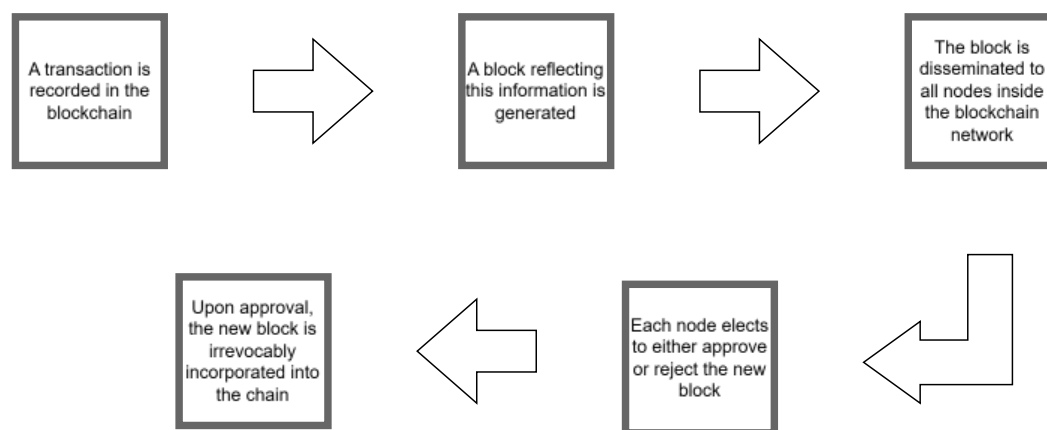 A transaction is
recorded in the
blockchain
A block reflecting
this information is
generated
The block is
disseminated to
all nodes inside
the blockchain
network
Each node elects
to either approve
or reject the new
block
Upon approval,
the new block is
irrevocably
incorporated into
the chain